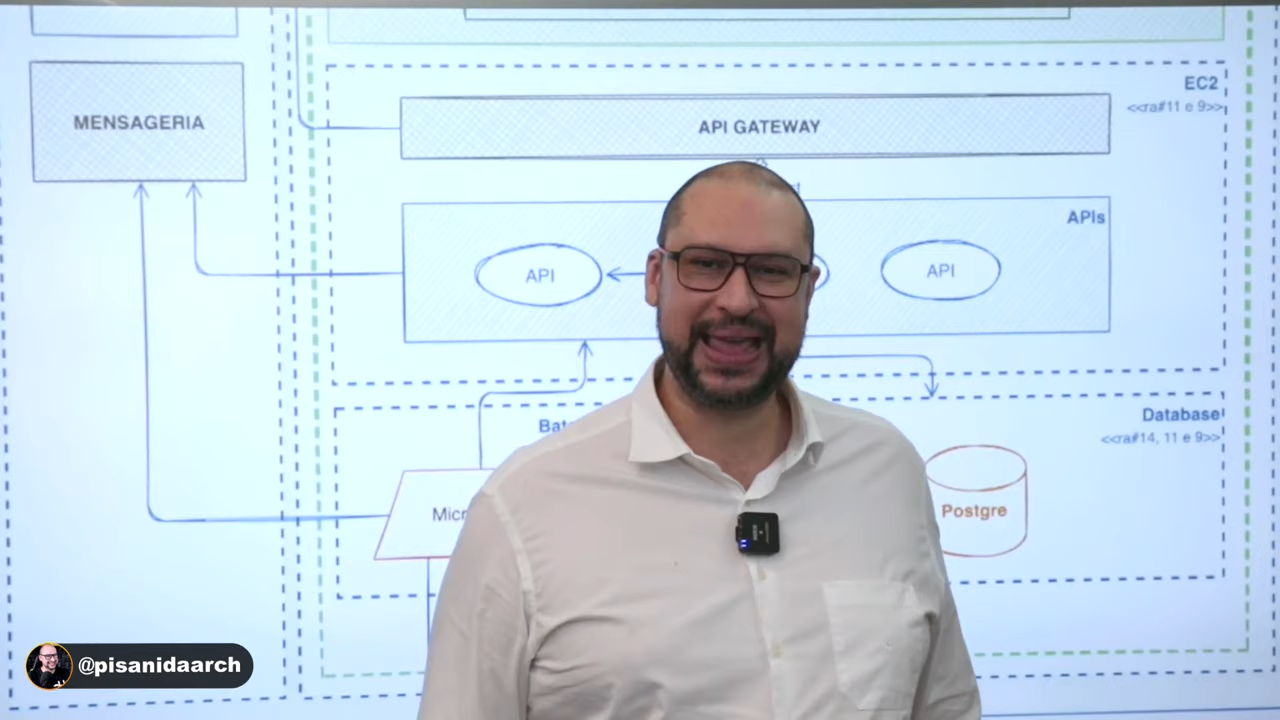 EC2
<<ra#11 e 9>>
MENSAGERIA
API GATEWAY
APIs
API
API
Database
<<ra#14, 11 e 9>>
Postgre
@pisanidaarch